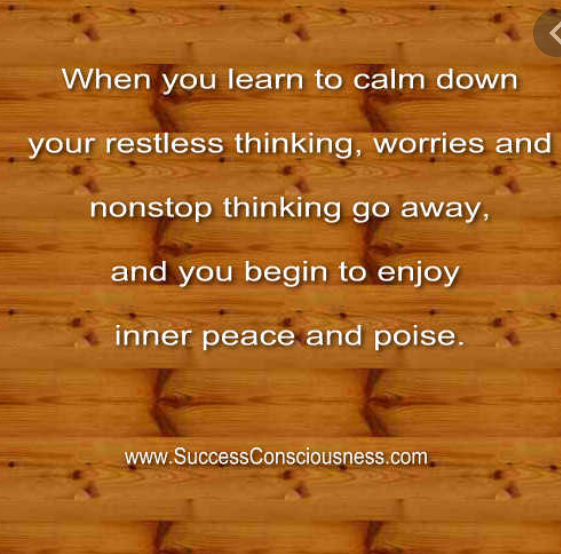 When you learn to calm down
your restless thinking, worries and
nonstop thinking go away,
and you begin to enjoy
inner peace and poise.
www.SuccessConsciousness.com